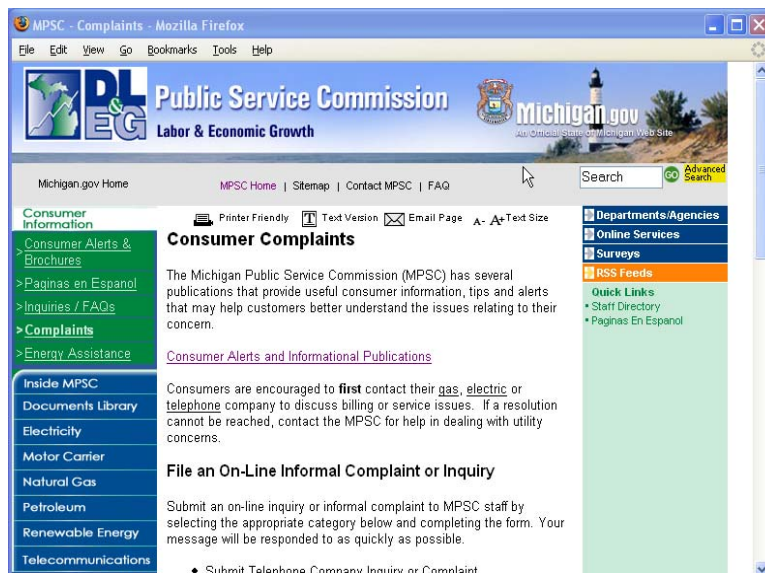 MPSC - Complaints - Mozilla Firefox
File Edit View Go Bookmarks Tools Help
DL&EG
Public Service Commission
Labor & Economic Growth
Michigan.gov
An Official State of Michigan Web Site
Michigan.gov Home
MPSC Home | Sitemap | Contact MPSC | FAQ
Search
GO
Advanced
Search
Consumer
Information
>Consumer Alerts &
Brochures
>Paginas en Espanol
>Inquiries / FAQs
>Complaints
>Energy Assistance
Inside MPSC
Documents Library
Electricity
Motor Carrier
Natural Gas
Petroleum
Renewable Energy
Telecommunications
Printer Friendly T Text Version Email Page A- A+ Text Size
Consumer Complaints
The Michigan Public Service Commission (MPSC) has several
publications that provide useful consumer information, tips and alerts
that may help customers better understand the issues relating to their
concern.
Consumer Alerts and Informational Publications
Consumers are encouraged to first contact their gas, electric or
telephone company to discuss billing or service issues. If a resolution
cannot be reached, contact the MPSC for help in dealing with utility
concerns.
File an On-Line Informal Complaint or Inquiry
Submit an on-line inquiry or informal complaint to MPSC staff by
selecting the appropriate category below and completing the form. Your
message will be responded to as quickly as possible.
• Submit Telephone Company Inquiry or Complaint
Departments/Agencies
Online Services
Surveys
RSS Feeds
Quick Links
• Staff Directory
• Paginas En Espanol